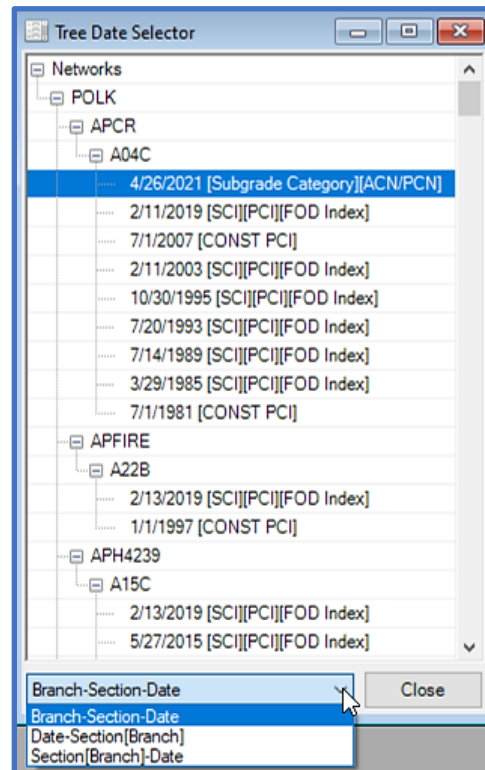 Tree Date Selector
Networks
POLK
APCR
A04C
4/26/2021 [Subgrade Category][ACN/PCN]
2/11/2019 [SCI][PCI][FOD Index]
7/1/2007 [CONST PCI]
2/11/2003 [SCI][PCI][FOD Index]
10/30/1995 [SCI][PCI][FOD Index]
7/20/1993 [SCI][PCI][FOD Index]
7/14/1989 [SCI][PCI][FOD Index]
3/29/1985 [SCI][PCI][FOD Index]
7/1/1981 [CONST PCI]
APFIRE
A22B
2/13/2019 [SCI][PCI][FOD Index]
1/1/1997 [CONST PCI]
APH4239
A15C
2/13/2019 [SCI][PCI][FOD Index]
5/27/2015 [SCI][PCI][FOD Index]
Branch-Section-Date
Close
Branch-Section-Date
Date-Section[Branch]
Section[Branch]-Date